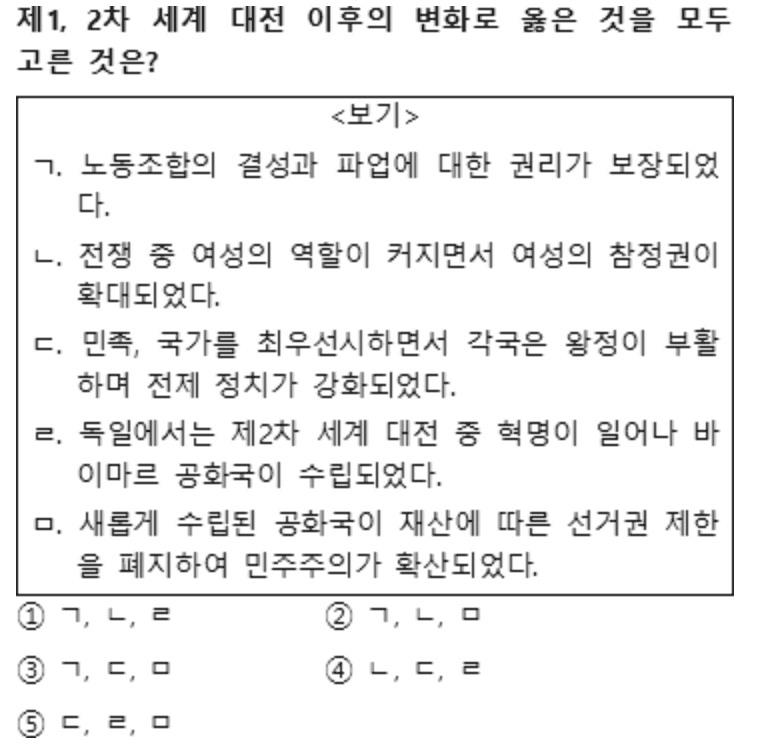 제1, 2차 세계 대전 이후의 변화로 옳은 것을 모두
고른 것은?
<보기>
ㄱ. 노동조합의 결성과 파업에 대한 권리가 보장되었
다.
ㄴ. 전쟁 중 여성의 역할이 커지면서 여성의 참정권이
확대되었다.
ㄷ. 민족, 국가를 최우선시하면서 각국은 왕정이 부활
하며 전제 정치가 강화되었다.
ㄹ. 독일에서는 제2차 세계 대전 중 혁명이 일어나 바
이마르 공화국이 수립되었다.
ㅁ. 새롭게 수립된 공화국이 재산에 따른 선거권 제한
을 폐지하여 민주주의가 확산되었다.
① ㄱ, ㄴ, ㄹ ② ㄱ, ㄴ, ㅁ
③ ㄱ, ㄷ, ㅁ ④ ㄴ, ㄷ, ㄹ
⑤ ㄷ, ㄹ, ㅁ